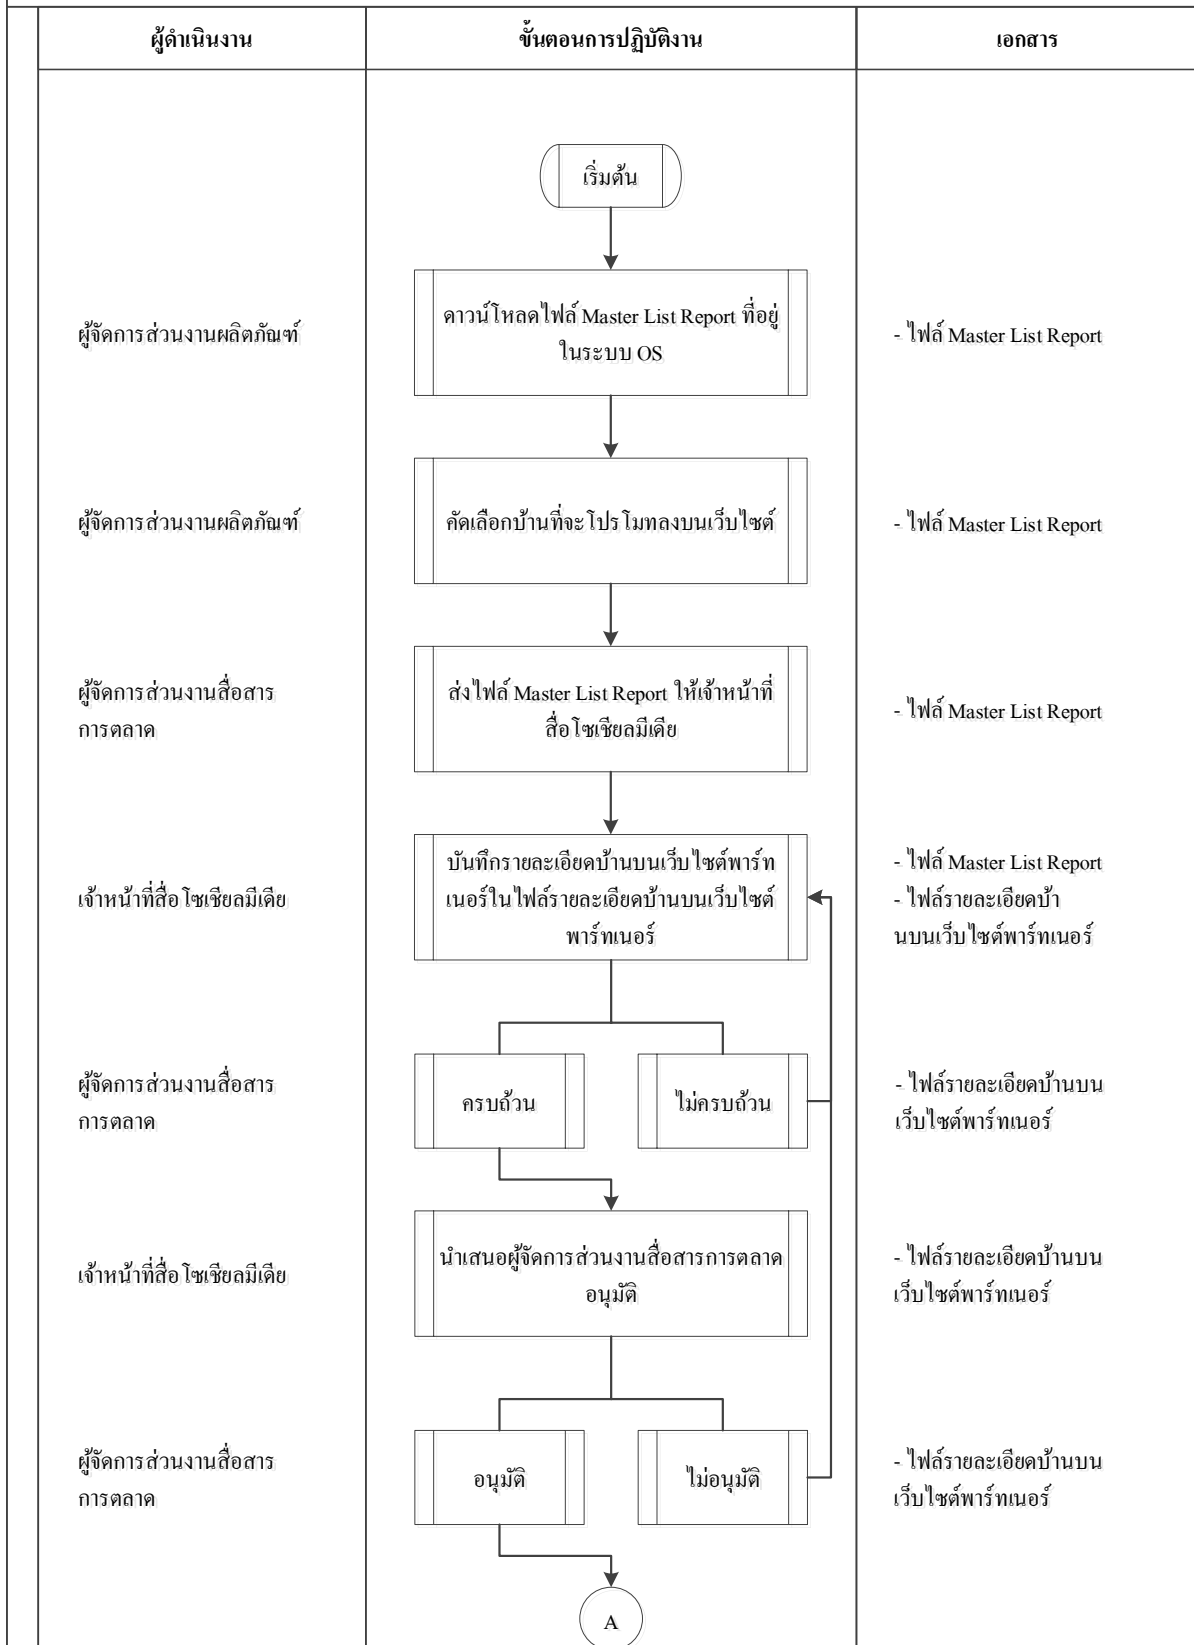 ผู้ดำเนินงาน
ขั้นตอนการปฏิบัติงาน
เอกสาร
เริ่มต้น
ผู้จัดการส่วนงานผลิตภัณฑ์
ดาวน์โหลดไฟล์ Master List Report ที่อยู่
ในระบบ OS
- ไฟล์ Master List Report
ผู้จัดการส่วนงานผลิตภัณฑ์
คัดเลือกบ้านที่จะโปรโมทลงบนเว็บไซต์
- ไฟล์ Master List Report
ผู้จัดการส่วนงานสื่อสาร
การตลาด
ส่งไฟล์ Master List Report ให้เจ้าหน้าที่
สื่อโซเชียลมีเดีย
- ไฟล์ Master List Report
เจ้าหน้าที่สื่อโซเชียลมีเดีย
บันทึกรายละเอียดบ้านบนเว็บไซต์พาร์ท
เนอร์ในไฟล์รายละเอียดบ้านบนเว็บไซต์
พาร์ทเนอร์
- ไฟล์ Master List Report
- ไฟล์รายละเอียดบ้า
นบนเว็บไซต์พาร์ทเนอร์
ผู้จัดการส่วนงานสื่อสาร
การตลาด
ครบถ้วน
ไม่ครบถ้วน
- ไฟล์รายละเอียดบ้านบน
เว็บไซต์พาร์ทเนอร์
เจ้าหน้าที่สื่อโซเชียลมีเดีย
นำเสนอผู้จัดการส่วนงานสื่อสารการตลาด
อนุมัติ
- ไฟล์รายละเอียดบ้านบน
เว็บไซต์พาร์ทเนอร์
ผู้จัดการส่วนงานสื่อสาร
การตลาด
อนุมัติ
ไม่อนุมัติ
- ไฟล์รายละเอียดบ้านบน
เว็บไซต์พาร์ทเนอร์
A